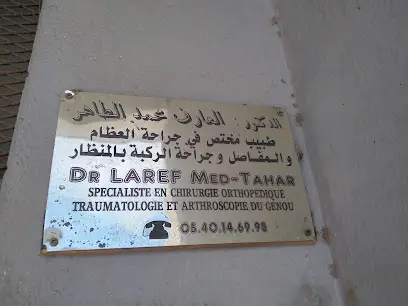 الدكتور العارف محمد الطاهر
طبيب مختص في جراحة العظام
والمفاصل وجراحة الركبة بالمنظار
DR LAREF MED-TAHAR
SPECIALISTE EN CHIRURGIE ORTHOPEDIQUE
TRAUMATOLOGIE ET ARTHROSCOPIE DU GENOU
05.40.14.69.98